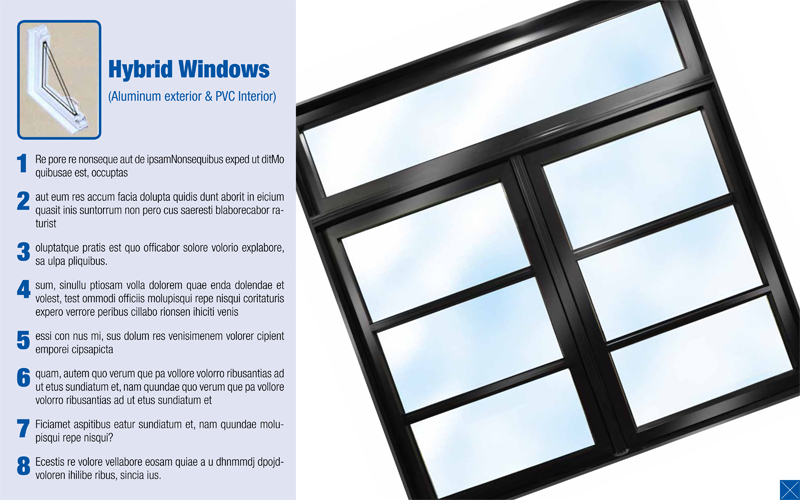 Hybrid Windows
(Aluminum exterior & PVC Interior)
1 Re pore re nonseque aut de ipsamNonsequibus exped ut ditMo
quibusae est, occuptas
2 aut eum res accum facia dolupta quidis dunt aborit in eicium
quasit inis suntorrum non pero cus saeresti blaborecabor ra-
turist
3 oluptatque pratis est quo officabor solore volorio explabore,
sa ulpa pliquibus.
4 sum, sinullu ptiosam volla dolorem quae enda dolendae et
volest, test ommodi officiis molupisqui repe nisqui coritaturis
expero verrore peribus cillabo rionsen ihiciti venis
5 essi con nus mi, sus dolum res venisimenem volorer cipient
emporei cipsapicta
6 quam, autem quo verum que pa vollore volorro ribusantias ad
ut etus sundiatum et, nam quundae quo verum que pa vollore
volorro ribusantias ad ut etus sundiatum et
7 Ficiamet aspitibus eatur sundiatum et, nam quundae molu-
pisqui repe nisqui?
8 Ecestis re volore vellabore eosam quiae a u dhnmmdj dpojd-
voloren ihilibe ribus, sincia ius.